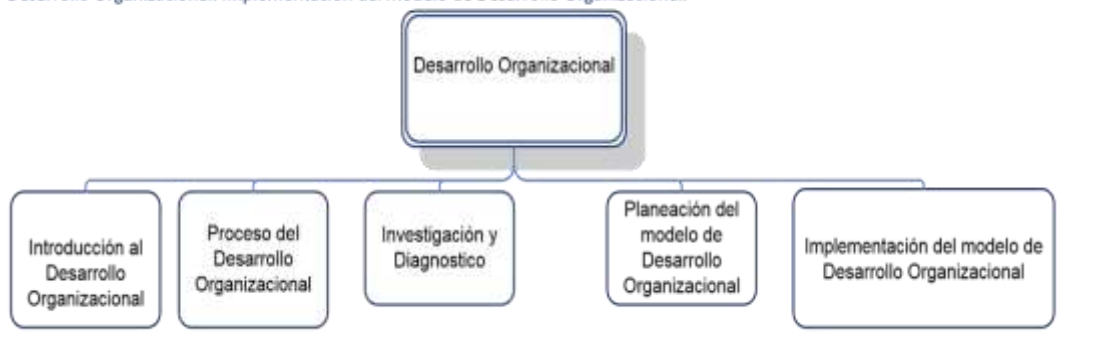 Desarrollo Organizacional
Introducción al
Desarrollo
Organizacional
Proceso del
Desarrollo
Organizacional
Investigación y
Diagnostico
Planeación del
modelo de
Desarrollo
Organizacional
Implementación del modelo de
Desarrollo Organizacional